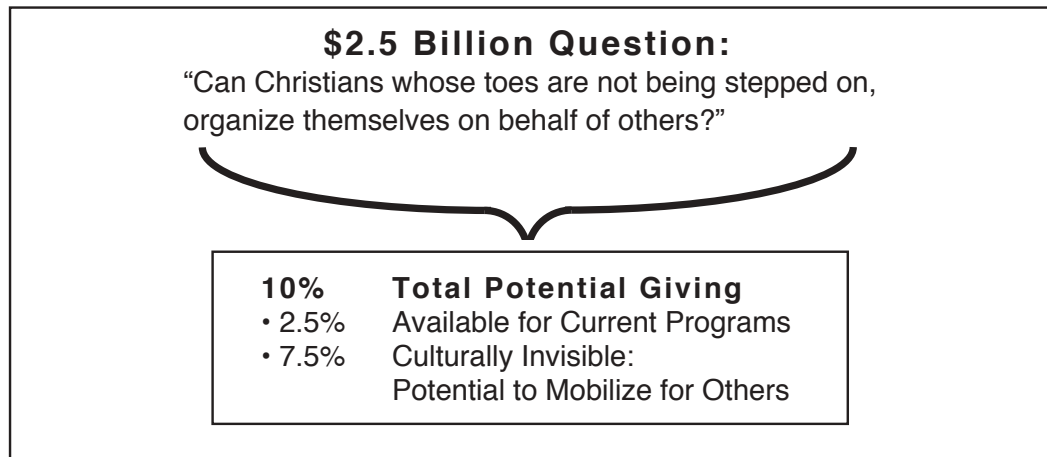 $2.5 Billion Question:
“Can Christians whose toes are not being stepped on,
organize themselves on behalf of others?”
10% Total Potential Giving
• 2.5% Available for Current Programs
• 7.5% Culturally Invisible:
Potential to Mobilize for Others